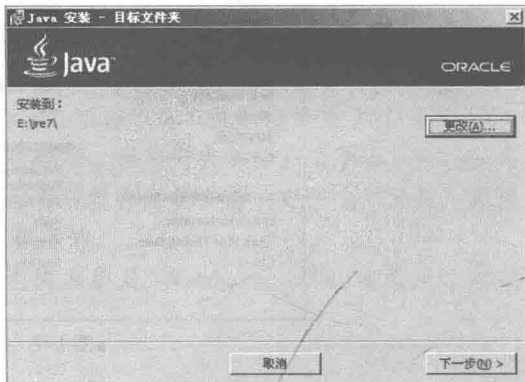 Java 安装 - 目标文件夹
Java
ORACLE
安装到：
E:\jre7\
更改(A)...
取消
下一步(N) >